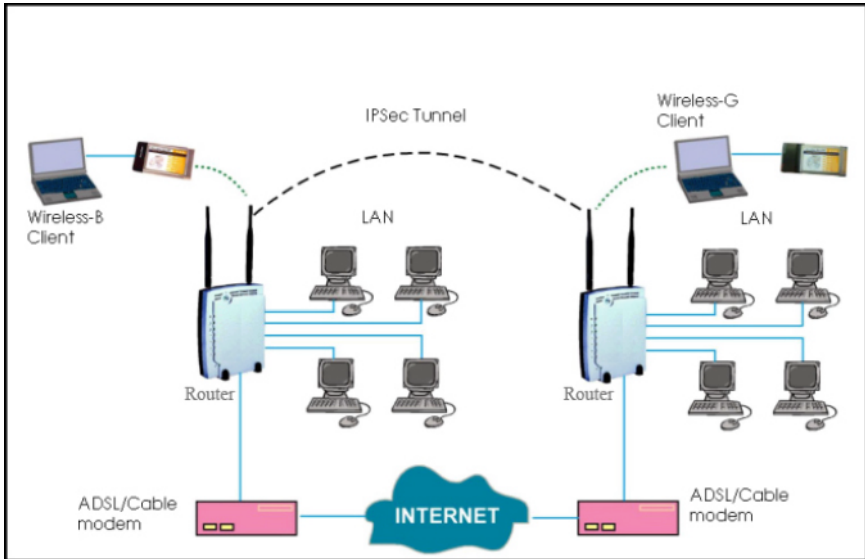 IPSec Tunnel
Wireless-G
Client
Wireless-B
Client
LAN
LAN
Router
Router
ADSL/Cable
modem
INTERNET
ADSL/Cable
modem